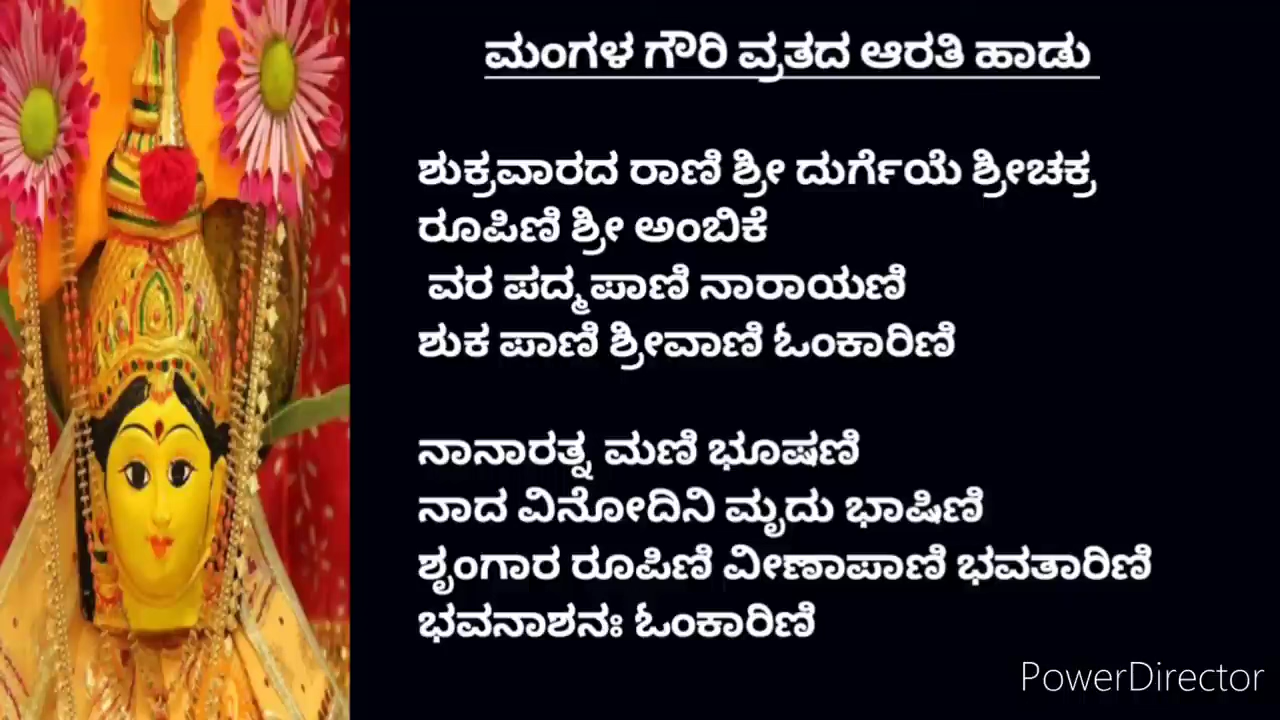 ಮಂಗಳ ಗೌರಿ ವ್ರತದ ಆರತಿ ಹಾಡು
ಶುಕ್ರವಾರದ ರಾಣಿ ಶ್ರೀ ದುರ್ಗೆಯೆ ಶ್ರೀಚಕ್ರ
ರೂಪಿಣಿ ಶ್ರೀ ಅಂಬಿಕೆ
ವರ ಪದ್ಮಪಾಣಿ ನಾರಾಯಣಿ
ಶುಕ ಪಾಣಿ ಶ್ರೀವಾಣಿ ಓಂಕಾರಿಣಿ
ನಾನಾರತ್ನ ಮಣಿ ಭೂಷಣಿ
ನಾದ ವಿನೋದಿನಿ ಮೃದು ಭಾಷಿಣಿ
ಶೃಂಗಾರ ರೂಪಿಣಿ ವೀಣಾಪಾಣಿ ಭವತಾರಿಣಿ
ಭವನಾಶನಃ ಓಂಕಾರಿಣಿ
PowerDirector